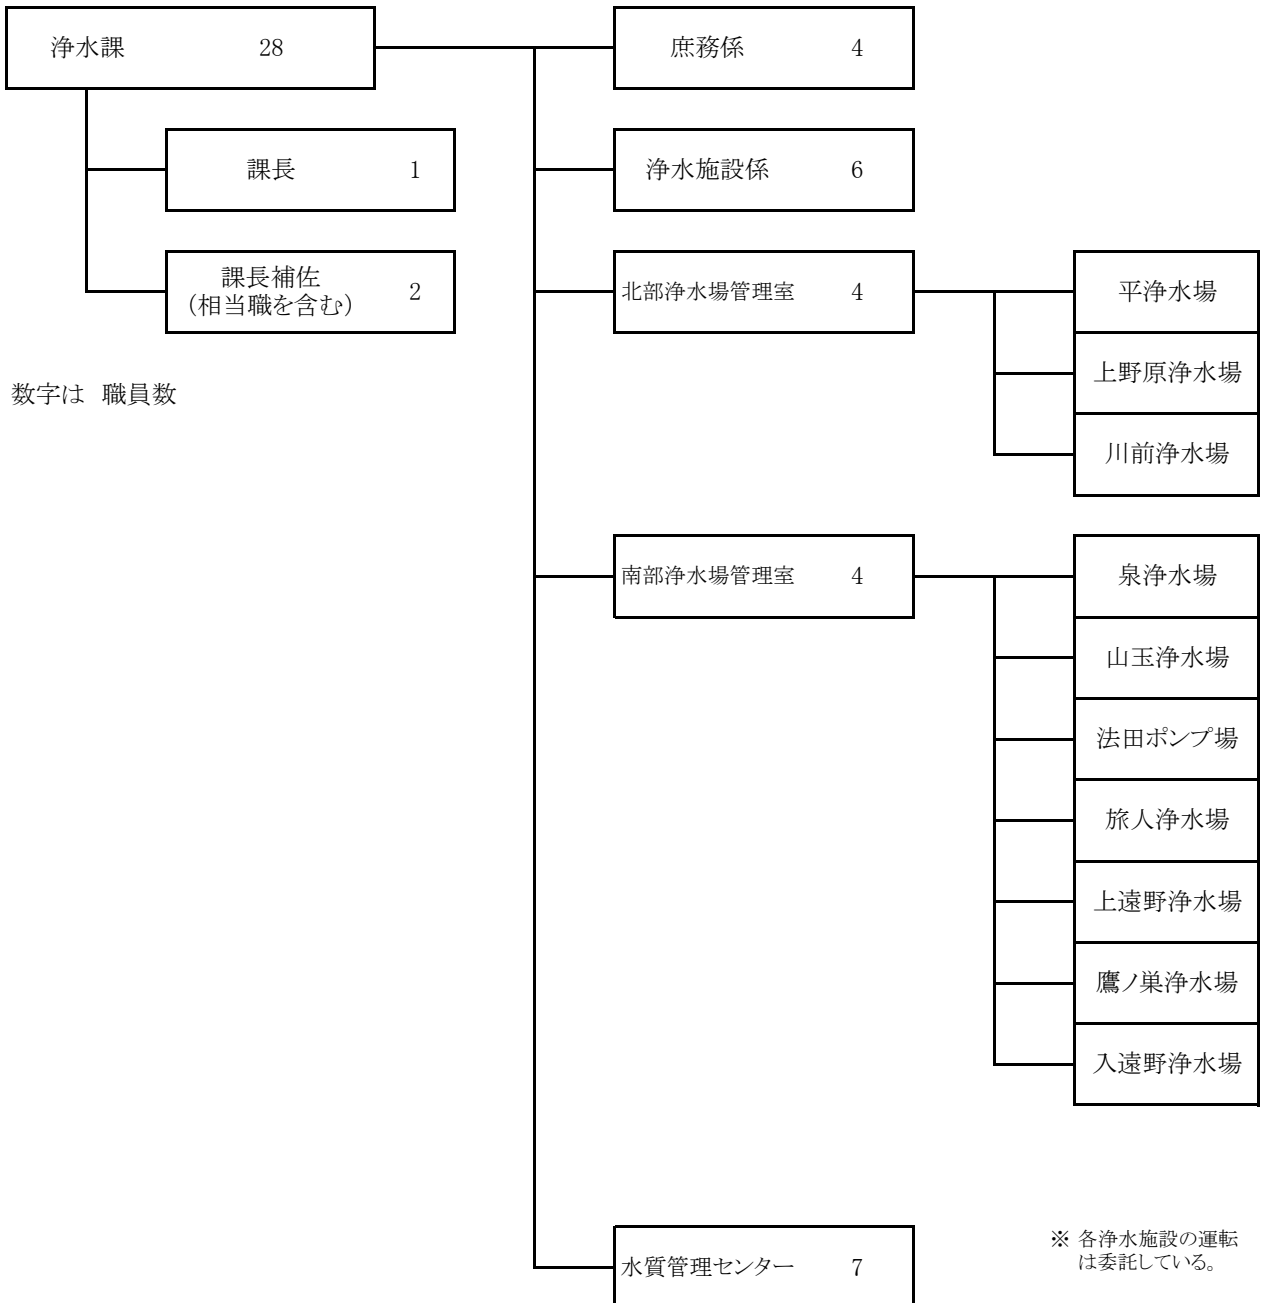 浄水課 28
庶務係 4
課長 1
浄水施設係 6
課長補佐
(相当職を含む) 2
北部浄水場管理室 4
平浄水場
上野原浄水場
川前浄水場
数字は 職員数
南部浄水場管理室 4
泉浄水場
山玉浄水場
法田ポンプ場
旅人浄水場
上遠野浄水場
鷹ノ巣浄水場
入遠野浄水場
水質管理センター 7
※ 各浄水施設の運転
は委託している。